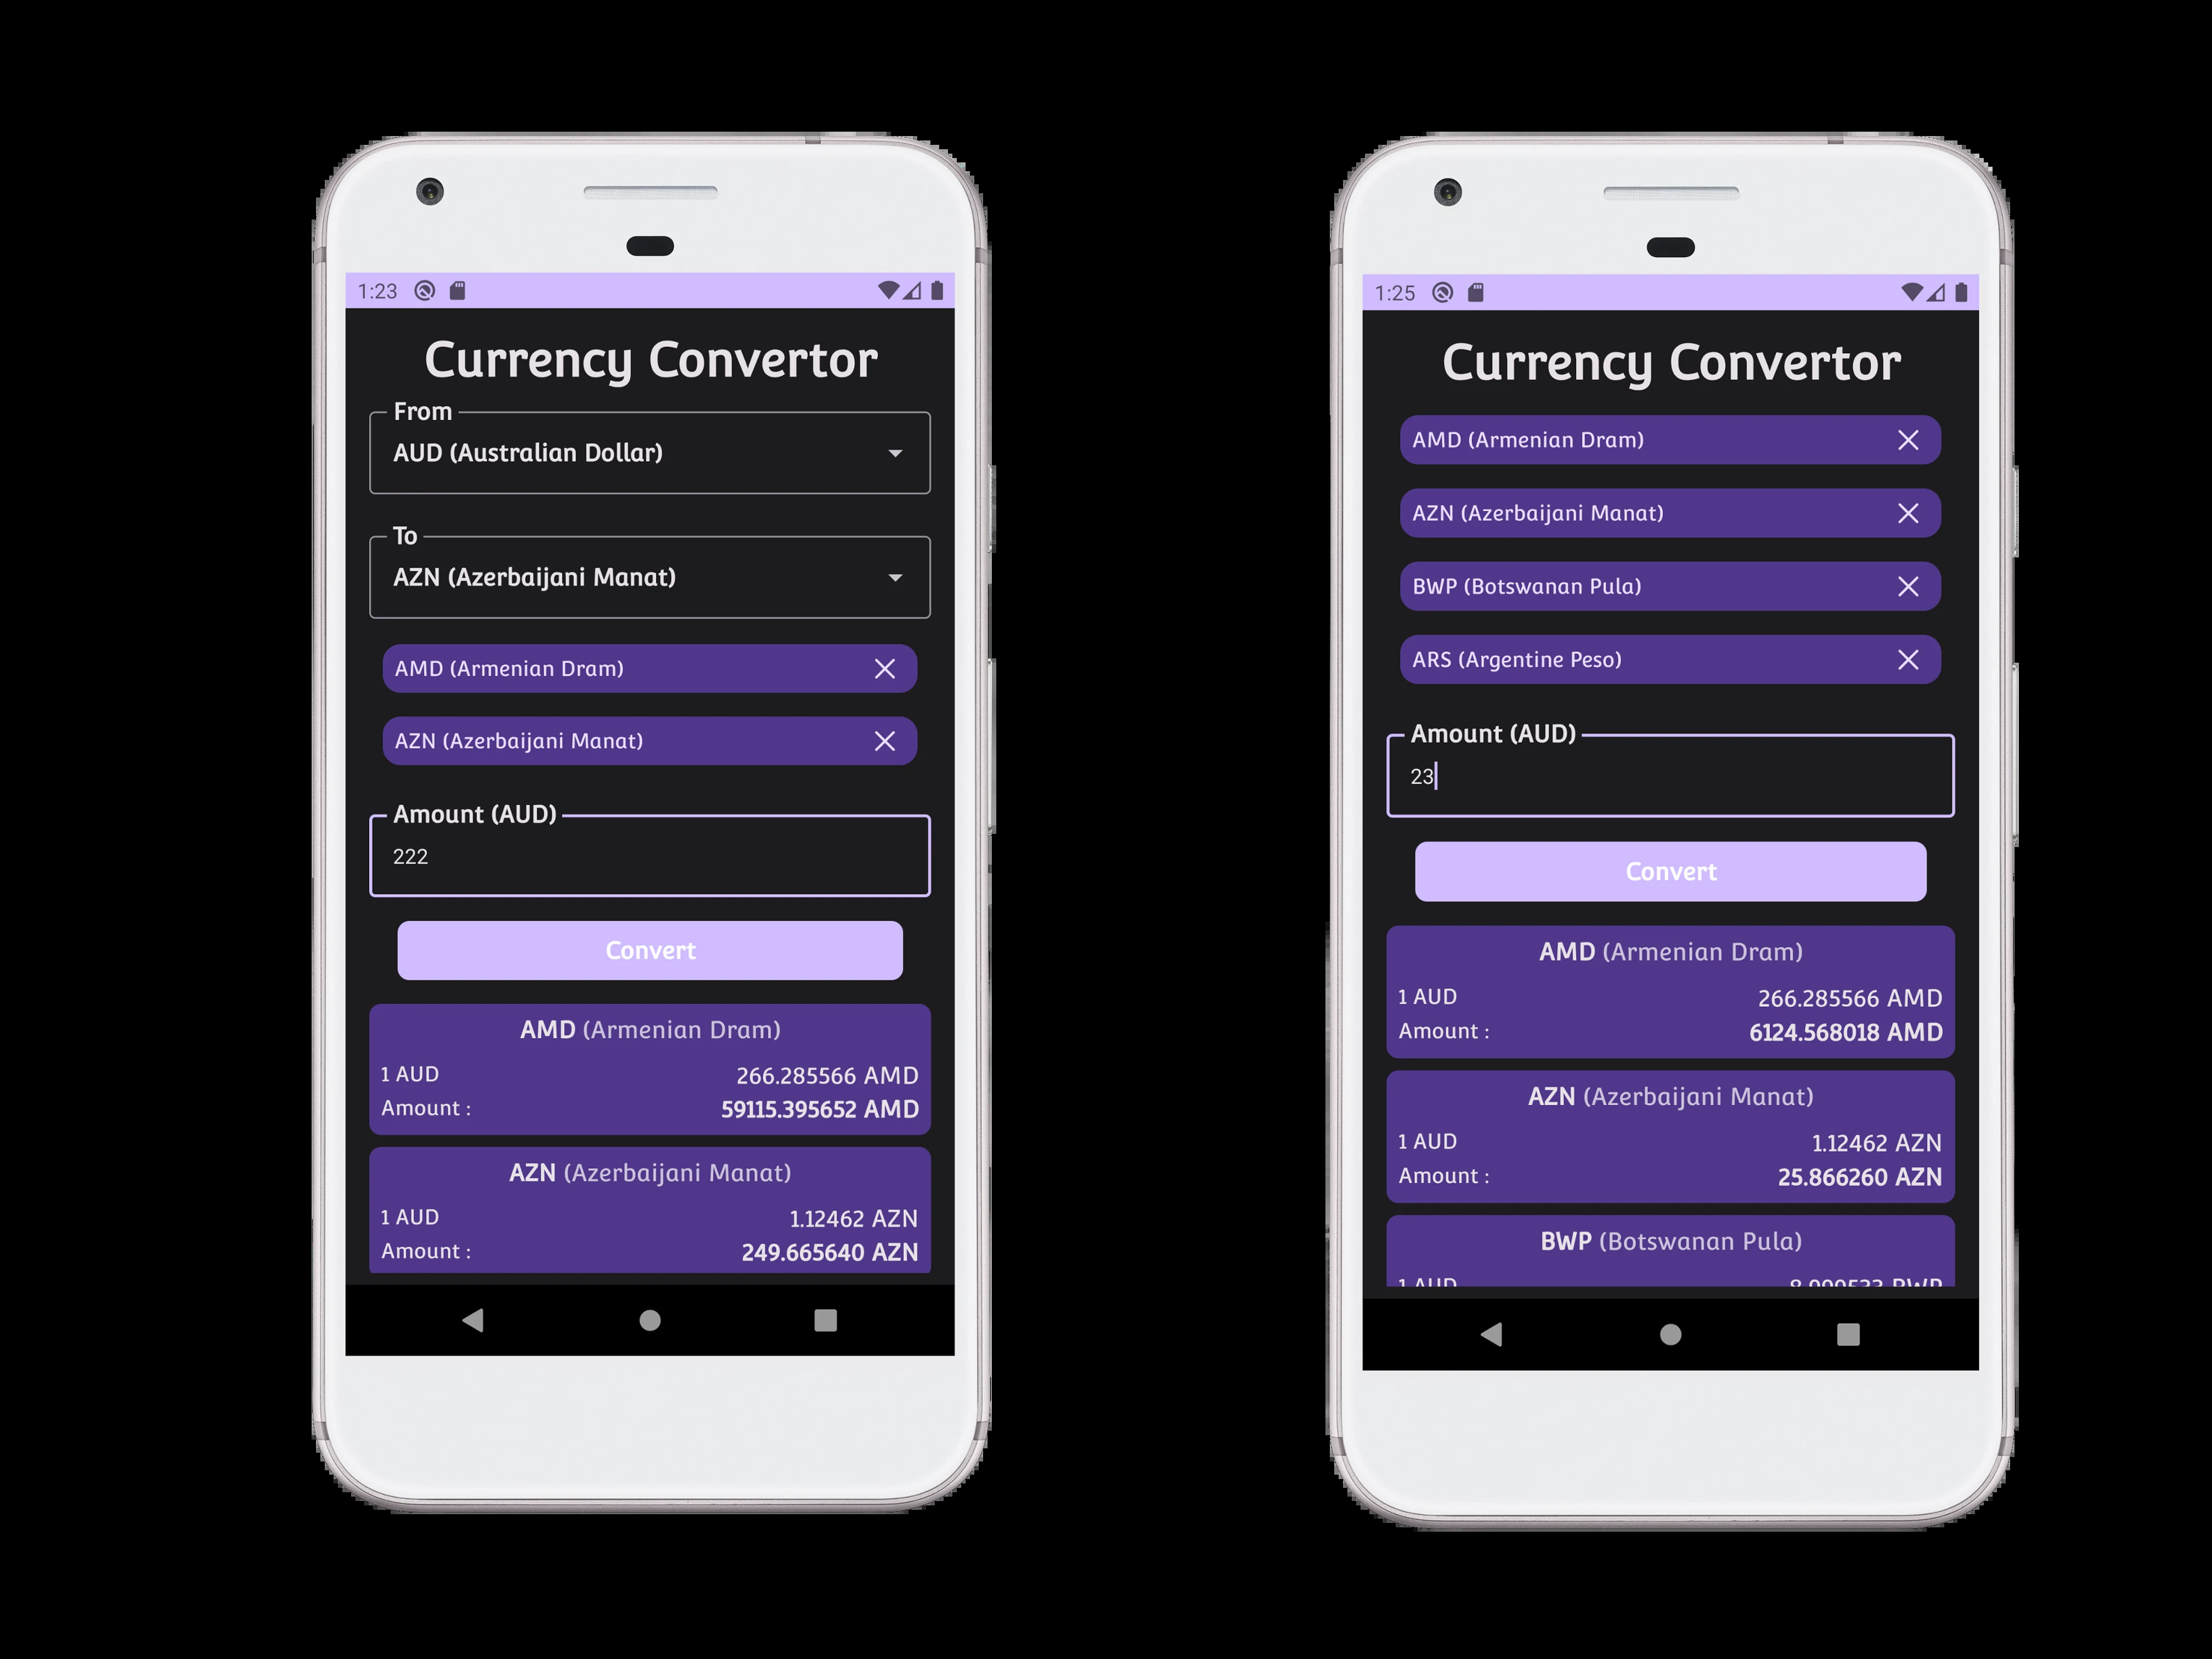 1:23
Currency Convertor
From
AUD (Australian Dollar)
To
AZN (Azerbaijani Manat)
AMD (Armenian Dram)
AZN (Azerbaijani Manat)
Amount (AUD)
222
Convert
AMD (Armenian Dram)
1 AUD 266.285566 AMD
Amount : 59115.395652 AMD
AZN (Azerbaijani Manat)
1 AUD 1.12462 AZN
Amount : 249.665640 AZN
1:25
Currency Convertor
AMD (Armenian Dram)
AZN (Azerbaijani Manat)
BWP (Botswanan Pula)
ARS (Argentine Peso)
Amount (AUD)
23
Convert
AMD (Armenian Dram)
1 AUD 266.285566 AMD
Amount : 6124.568018 AMD
AZN (Azerbaijani Manat)
1 AUD 1.12462 AZN
Amount : 25.866260 AZN
BWP (Botswanan Pula)
1 AUD BWP